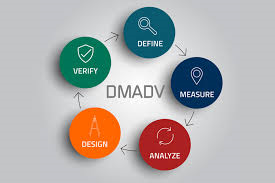 DEFINE
MEASURE
ANALYZE
DESIGN
VERIFY
DMADV